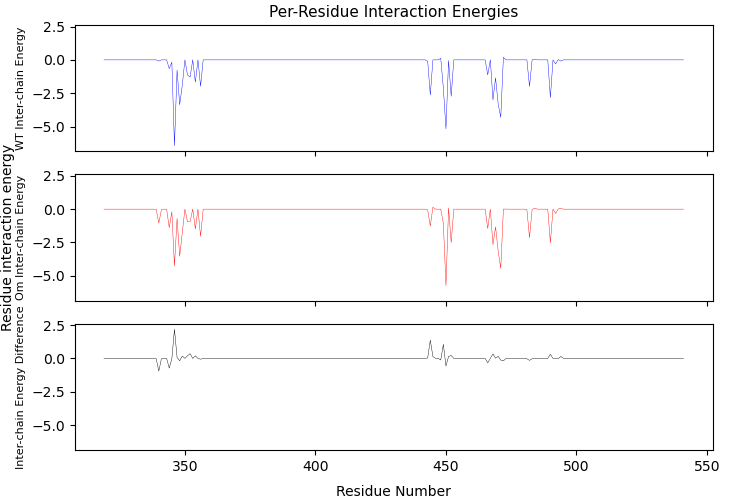 Per-Residue Interaction Energies
2.5
0.0
−2.5
−5.0
WT Inter-chain Energy
2.5
0.0
−2.5
−5.0
Om Inter-chain Energy
Residue interaction energy
2.5
0.0
−2.5
−5.0
Inter-chain Energy Difference
350
400
450
500
550
Residue Number